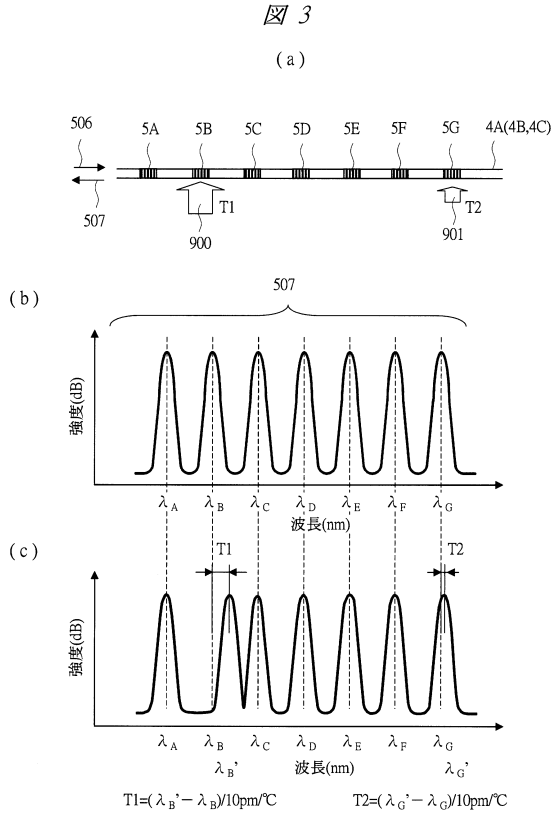 図 3
(a)
506
5A 5B 5C 5D 5E 5F 5G 4A(4B,4C)
507
T1 T2
900 901
(b)
507
強度(dB)
λA λB λC λD λE λF λG
波長(nm)
(c)
T1 T2
強度(dB)
λA λB λC λD λE λF λG
λB' 波長(nm) λG'
T1=(λB'−λB)/10pm/℃ T2=(λG'−λG)/10pm/℃